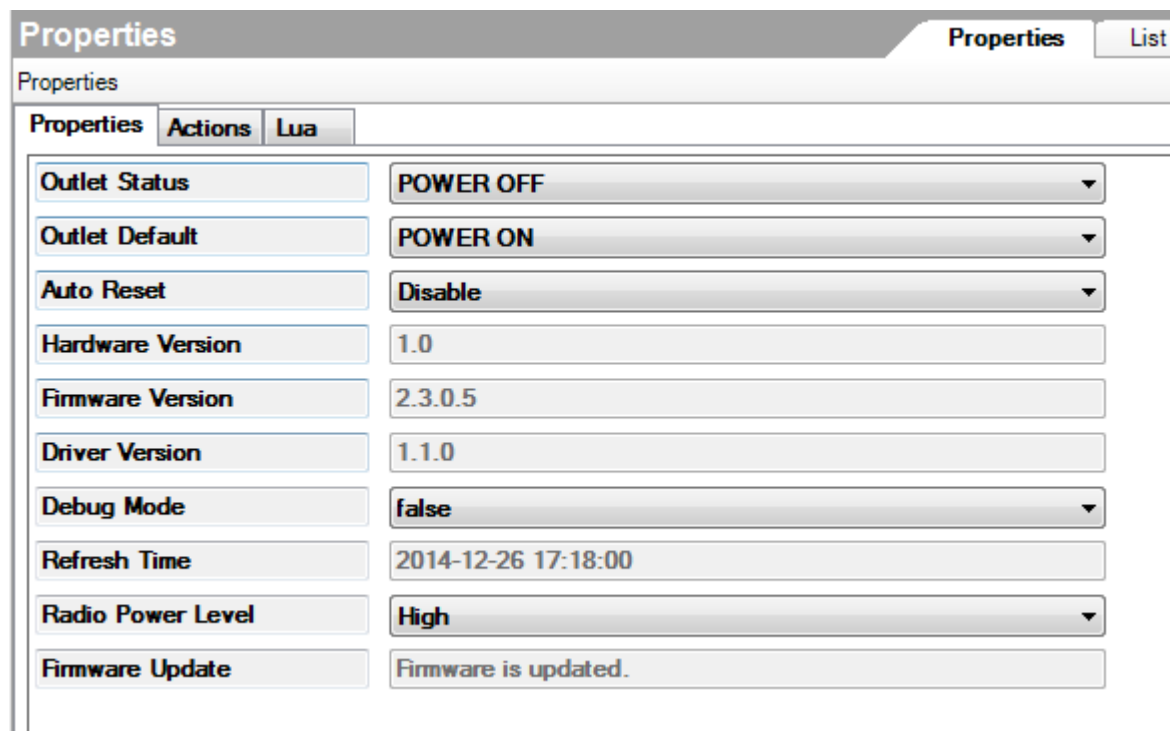 Properties Properties List
Properties
Properties Actions Lua
Outlet Status POWER OFF
Outlet Default POWER ON
Auto Reset Disable
Hardware Version 1.0
Firmware Version 2.3.0.5
Driver Version 1.1.0
Debug Mode false
Refresh Time 2014-12-26 17:18:00
Radio Power Level High
Firmware Update Firmware is updated.